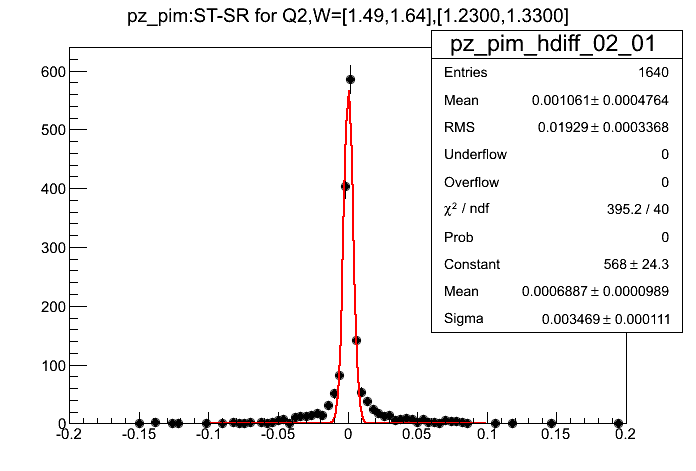 pz_pim:ST-SR for Q2,W=[1.49,1.64],[1.2300,1.3300]
pz_pim_hdiff_02_01
Entries 1640
Mean 0.001061 ± 0.0004764
RMS 0.01929 ± 0.0003368
Underflow 0
Overflow 0
χ² / ndf 395.2 / 40
Prob 0
Constant 568 ± 24.3
Mean 0.0006887 ± 0.0000989
Sigma 0.003469 ± 0.000111
600
500
400
300
200
100
0
-0.2 -0.15 -0.1 -0.05 0 0.05 0.1 0.15 0.2